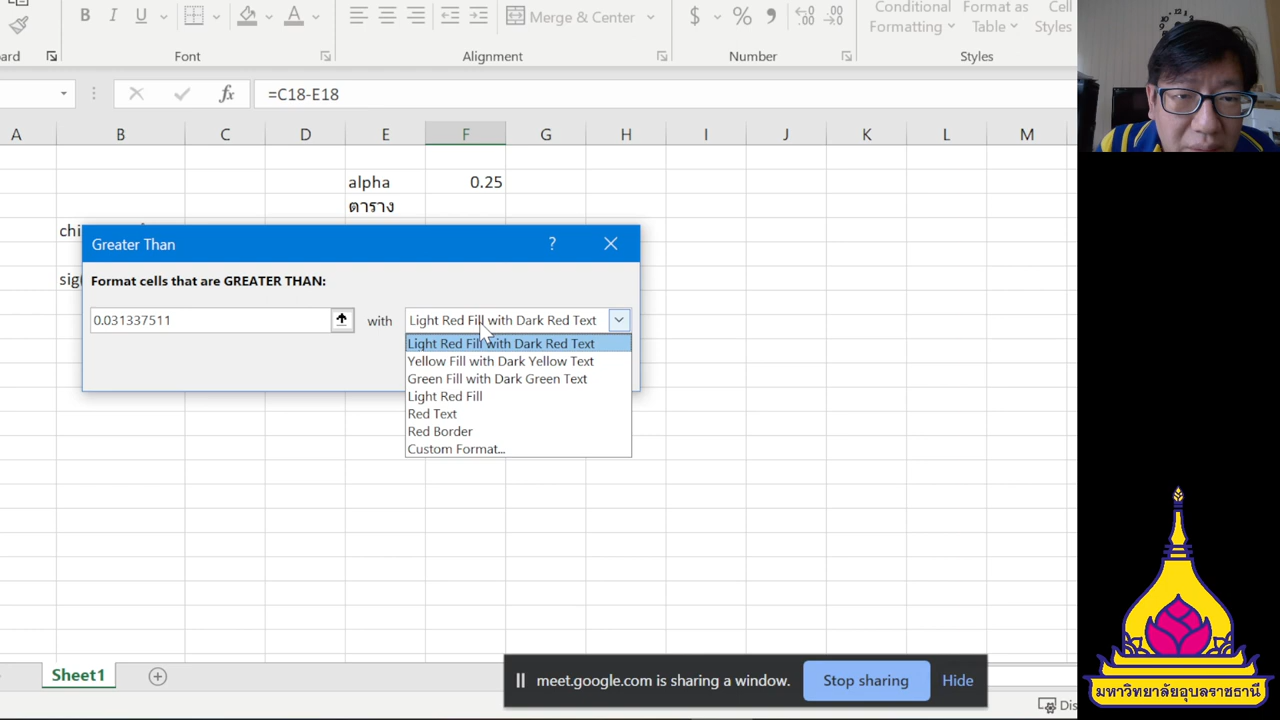 B I U
A
Merge & Center
$ % ,
Conditional
Formatting
Format as
Table
Cell
Styles
Font
Alignment
Number
Styles
fx
=C18-E18
A B C D E F G H I J K L M
alpha 0.25
ตาราง
chi
sig(
Greater Than
? 
Format cells that are GREATER THAN:
0.031337511
with
Light Red Fill with Dark Red Text
Light Red Fill with Dark Red Text
Yellow Fill with Dark Yellow Text
Green Fill with Dark Green Text
Light Red Fill
Red Text
Red Border
Custom Format...
Sheet1
meet.google.com is sharing a window.
Stop sharing
Hide
มหาวิทยาลัยอุบลราชธานี